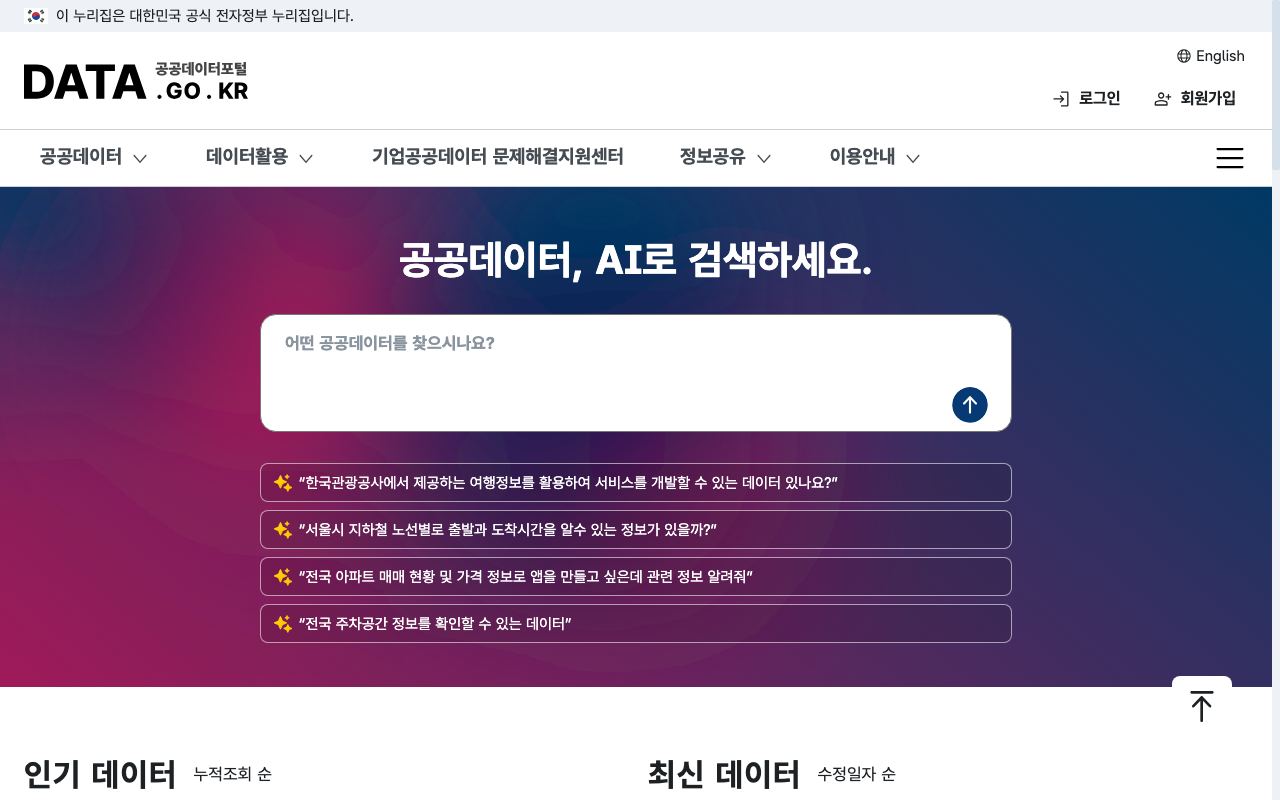 이 누리집은 대한민국 공식 전자정부 누리집입니다.
English
DATA 공공데이터포털
.GO.KR
로그인
회원가입
공공데이터
데이터활용
기업공공데이터 문제해결지원센터
정보공유
이용안내
공공데이터, AI로 검색하세요.
어떤 공공데이터를 찾으시나요?
“한국관광공사에서 제공하는 여행정보를 활용하여 서비스를 개발할 수 있는 데이터 있나요?”
“서울시 지하철 노선별로 출발과 도착시간을 알수 있는 정보가 있을까?”
“전국 아파트 매매 현황 및 가격 정보로 앱을 만들고 싶은데 관련 정보 알려줘”
“전국 주차공간 정보를 확인할 수 있는 데이터”
인기 데이터 누적조회 순
최신 데이터 수정일자 순